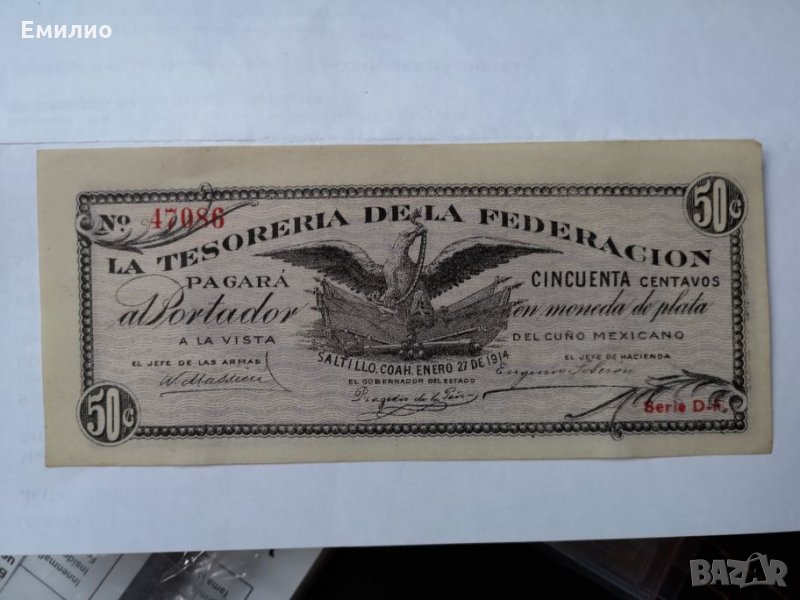 Емилио
Nº 47086
50¢
LA TESORERIA DE LA FEDERACION
PAGARÁ
CINCUENTA CENTAVOS
al Portador
en moneda de plata
A LA VISTA
DEL CUÑO MEXICANO
SALTILLO, COAH. ENERO 27 DE 1914
EL JEFE DE LAS ARMAS
EL JEFE DE HACIENDA
EL GOBERNADOR DEL ESTADO
50¢
Serie D-
BAZAR